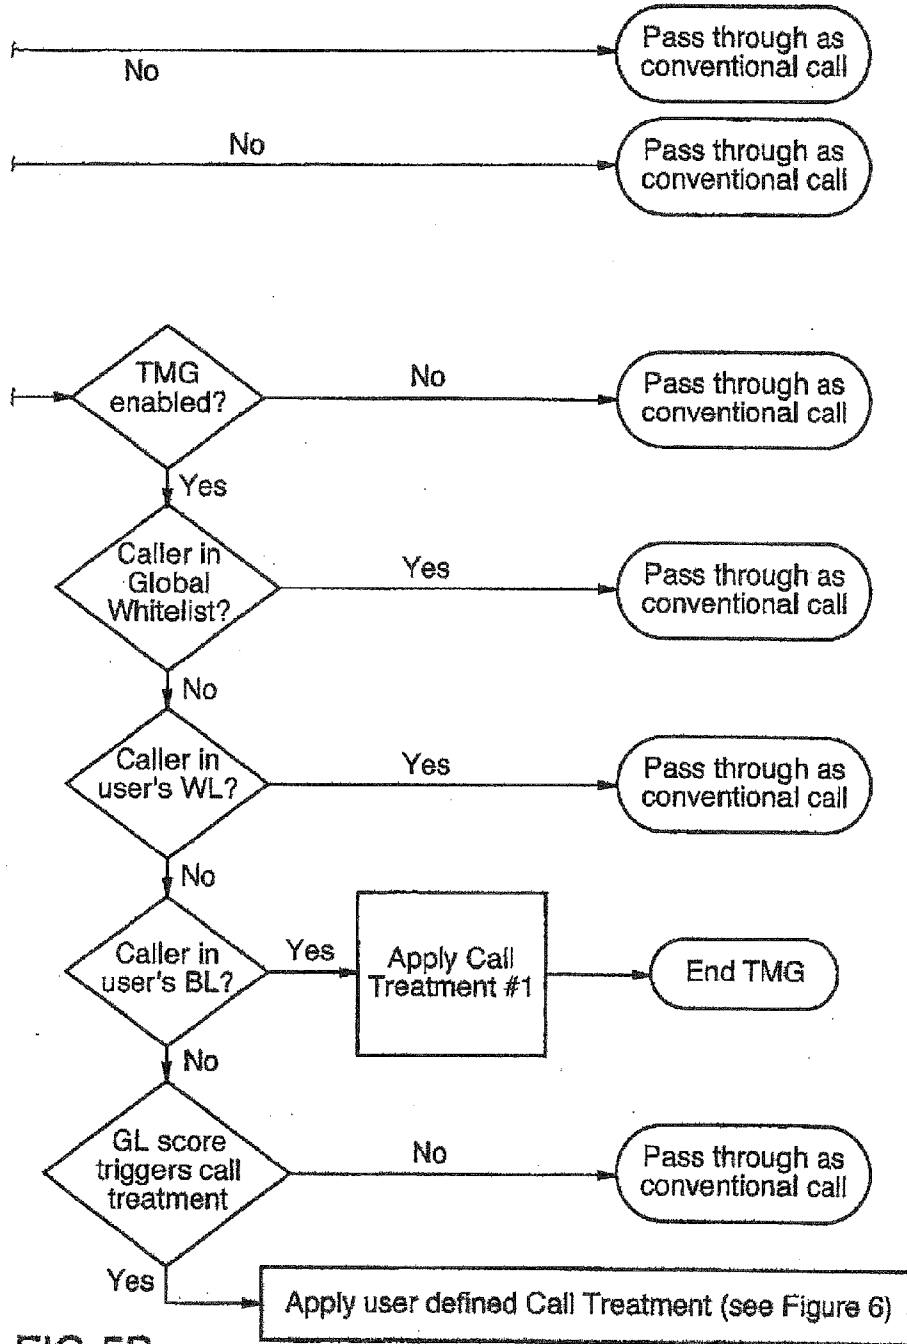 Pass through as
conventional call
No
No
Pass through as
conventional call
TMG
enabled?
No
Pass through as
conventional call
Yes
Caller in
Global
Whitelist?
Yes
Pass through as
conventional call
No
Caller in
user's WL?
Yes
Pass through as
conventional call
No
Caller in
user's BL?
Yes
Apply Call
Treatment #1
End TMG
No
GL score
triggers call
treatment
No
Pass through as
conventional call
Yes
Apply user defined Call Treatment (see Figure 6)
FIG. 5B